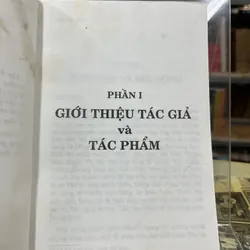 PHẦN I
GIỚI THIỆU TÁC GIẢ
và
TÁC PHẨM